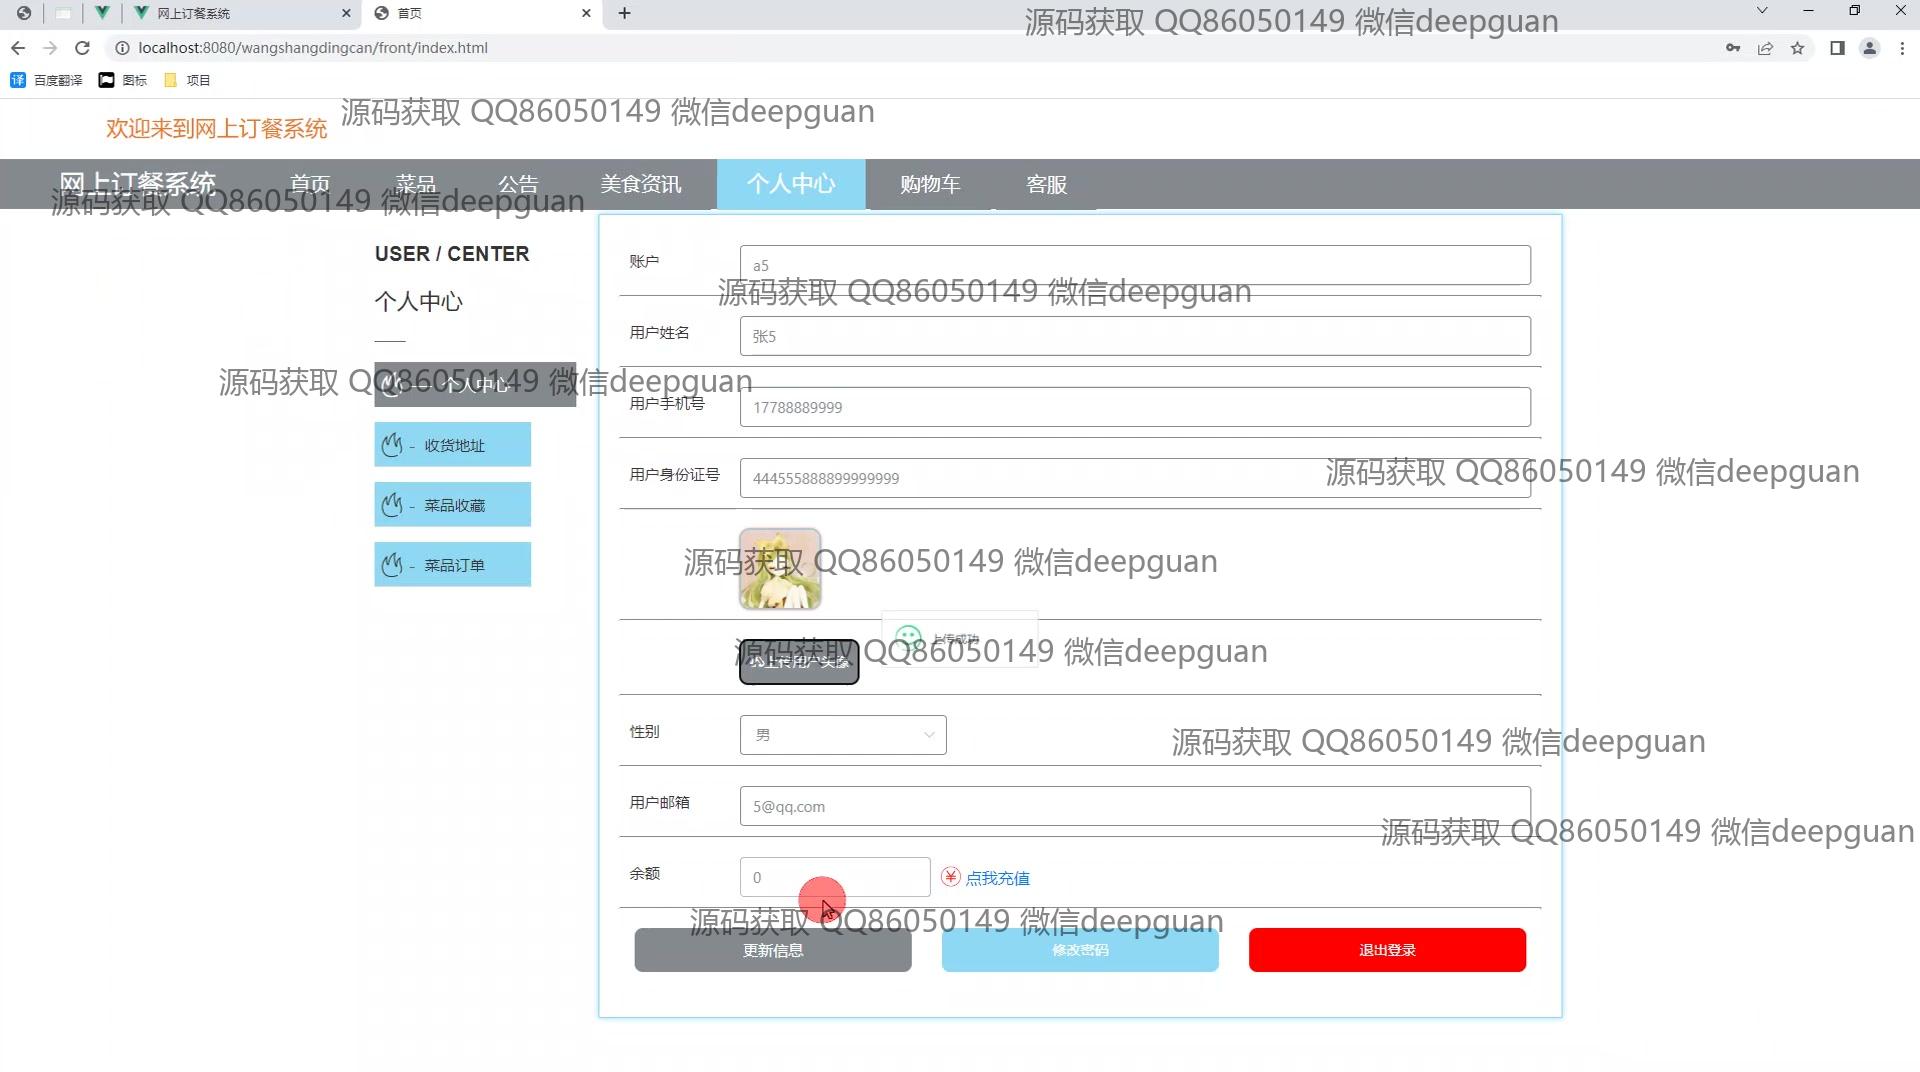 网上订餐系统
首页
源码获取 QQ86050149 微信deepguan
localhost:8080/wangshangdingcan/front/index.html
百度翻译
图标
项目
源码获取 QQ86050149 微信deepguan
欢迎来到网上订餐系统
网上订餐系统
首页
菜品
公告
美食资讯
个人中心
购物车
客服
源码获取 QQ86050149 微信deepguan
USER / CENTER
个人中心
个人中心
- 收货地址
- 菜品收藏
- 菜品订单
账户
a5
源码获取 QQ86050149 微信deepguan
用户姓名
张5
源码获取 QQ86050149 微信deepguan
用户手机号
17788889999
用户身份证号
444555888899999999
源码获取 QQ86050149 微信deepguan
源码获取 QQ86050149 微信deepguan
上传成功
上传用户头像
源码获取 QQ86050149 微信deepguan
性别
男
源码获取 QQ86050149 微信deepguan
用户邮箱
5@qq.com
源码获取 QQ86050149 微信deepguan
余额
0
¥ 点我充值
源码获取 QQ86050149 微信deepguan
更新信息
修改密码
退出登录